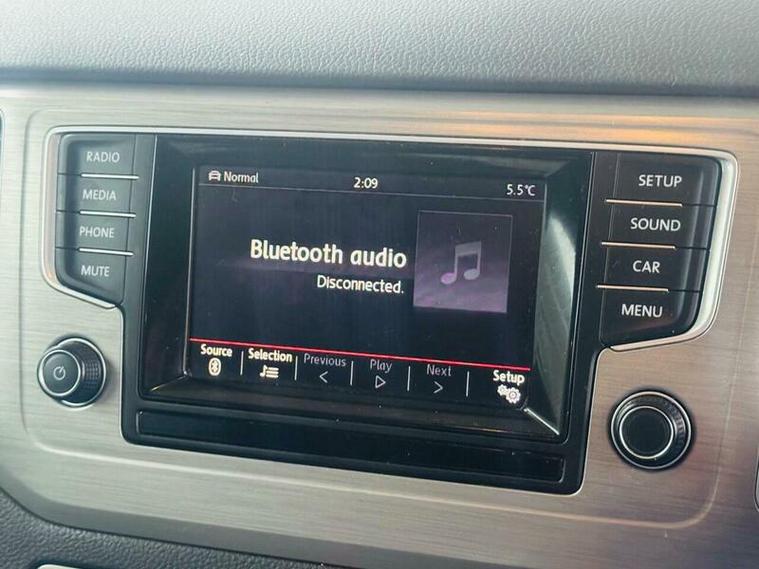 RADIO
MEDIA
PHONE
MUTE
Normal
2:09
5.5°C
Bluetooth audio
Disconnected.
Source
Selection
Previous
Play
Next
Setup
SETUP
SOUND
CAR
MENU